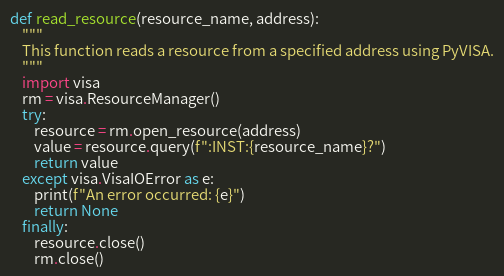 def read_resource(resource_name, address):
    """
    This function reads a resource from a specified address using PyVISA.
    """
    import visa
    rm = visa.ResourceManager()
    try:
        resource = rm.open_resource(address)
        value = resource.query(f":INST:{resource_name}?")
        return value
    except visa.VisaIOError as e:
        print(f"An error occurred: {e}")
        return None
    finally:
        resource.close()
        rm.close()